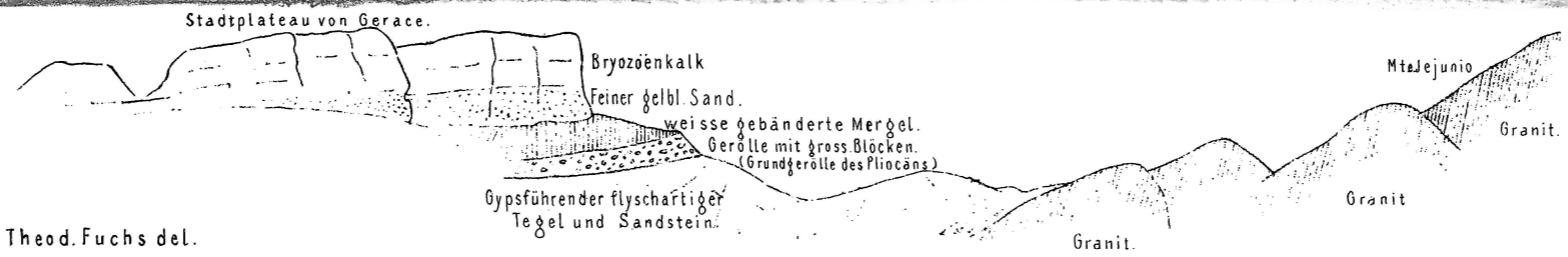 Stadtplateau von Gerace.
Bryozöenkalk
Mte Jejunio
Feiner gelbl. Sand.
weisse gebänderte Mergel.
Granit.
Gerölle mit gross. Blöcken.
(Grundgerölle des Pliocäns)
Gypsführender flyschartiger
Granit
Tegel und Sandstein.
Theod. Fuchs del.
Granit.